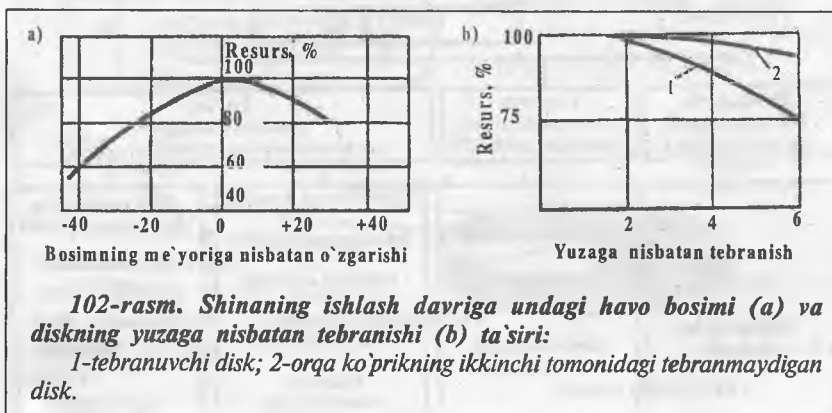 a)
Resurs, %
100
80
60
40
-40 -20 0 +20 +40
Bosimning me`yoriga nisbatan o`zgarishi
b)
100
75
Resurs, %
1
2
2 4 6
Yuzaga nisbatan tebranish
102-rasm. Shinaning ishlash davriga undagi havo bosimi (a) va
diskning yuzaga nisbatan tebranishi (b) ta`siri:
1-tebranuvchi disk; 2-orqa ko`prikning ikkinchi tomonidagi tebranmaydigan
disk.